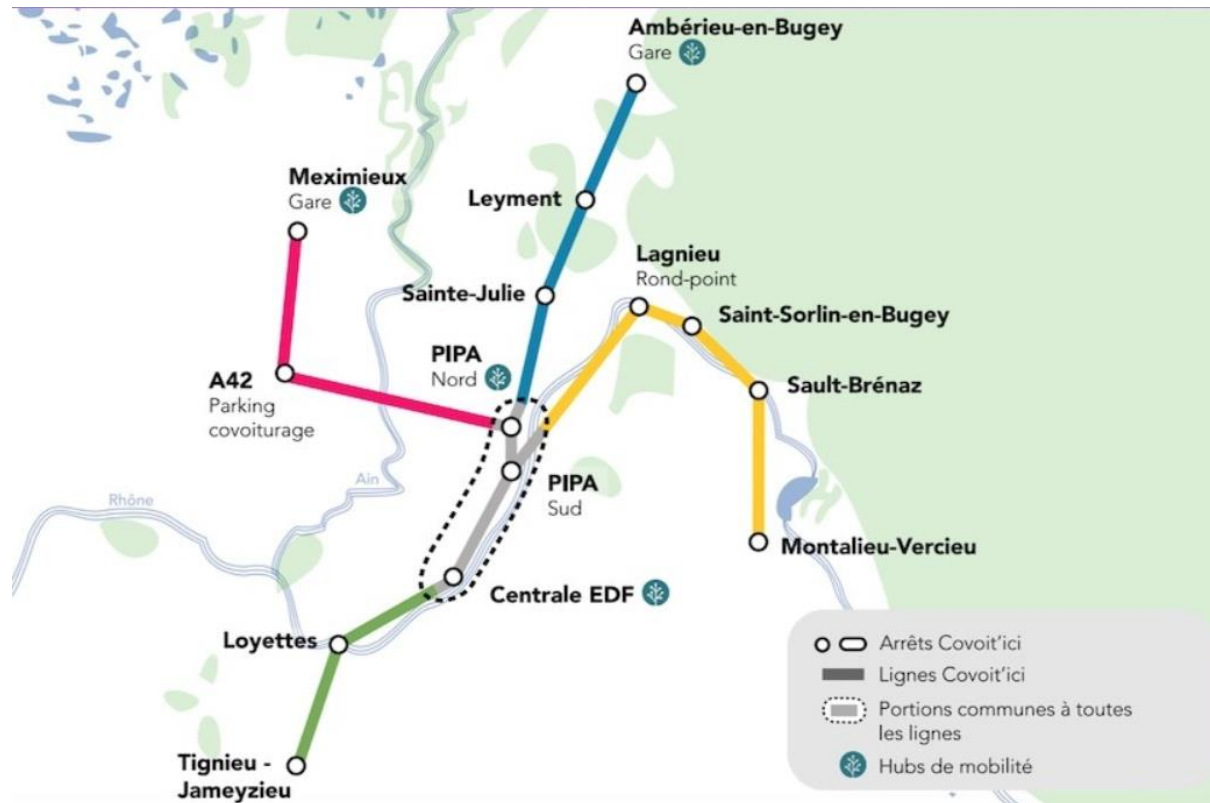 Ambérieu-en-Bugey
Gare
Meximieux
Gare
Leyment
Lagnieu
Rond-point
Sainte-Julie
Saint-Sorlin-en-Bugey
PIPA
Nord
A42
Parking
covoiturage
Sault-Brénaz
Ain
Rhône
PIPA
Sud
Montalieu-Vercieu
Centrale EDF
Loyettes
Tignieu -
Jameyzieu
Arrêts Covoit'ici
Lignes Covoit'ici
Portions communes à toutes
les lignes
Hubs de mobilité